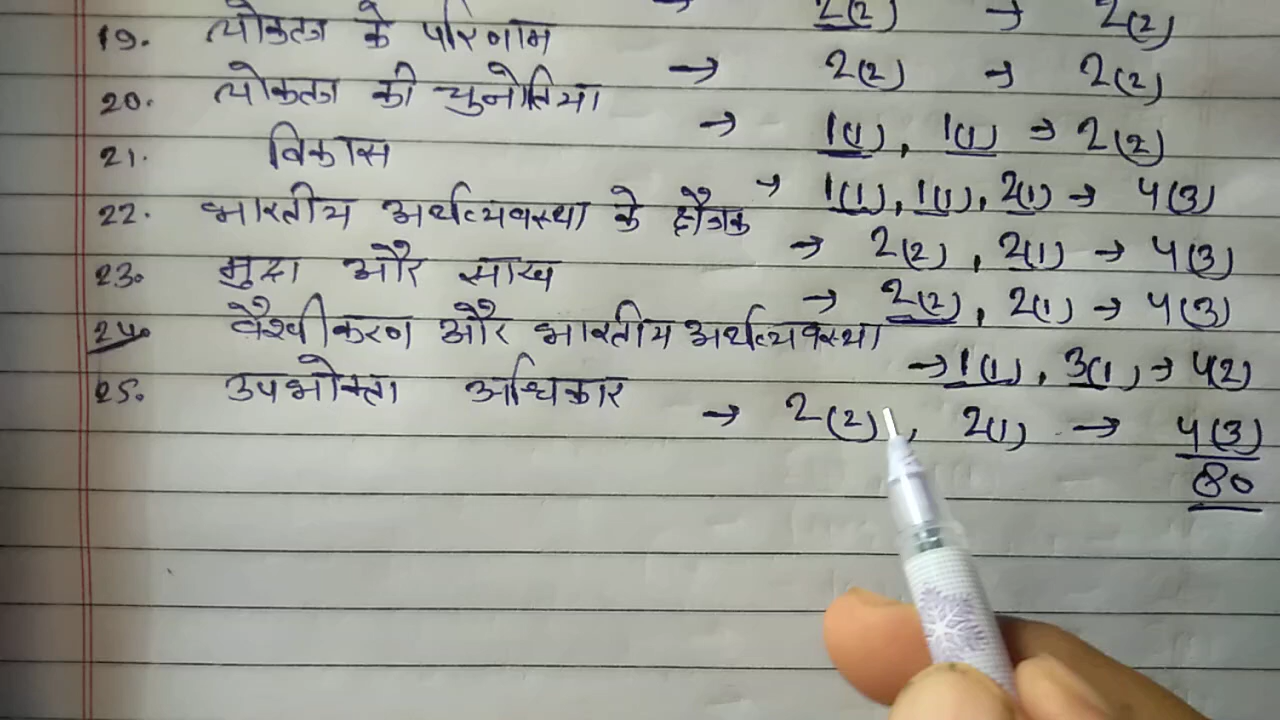 → 2(2) → 2(2)
19. लोकतंत्र के परिणाम
→ 2(2) → 2(2)
20. लोकतंत्र की चुनोतिया
→ 1(1), 1(1) → 2(2)
21. विकास
→ 1(1), 1(1), 2(1) → 4(3)
22. भारतीय अर्थव्यवस्था के क्षैत्रक
→ 2(2), 2(1) → 4(3)
23. मुद्रा और साख
→ 2(2), 2(1) → 4(3)
24. वैश्वीकरण और भारतीय अर्थव्यवस्था
→ 1(1), 3(1) → 4(2)
25. उपभोक्ता अधिकार
→ 2(2), 2(1) → 4(3)
80